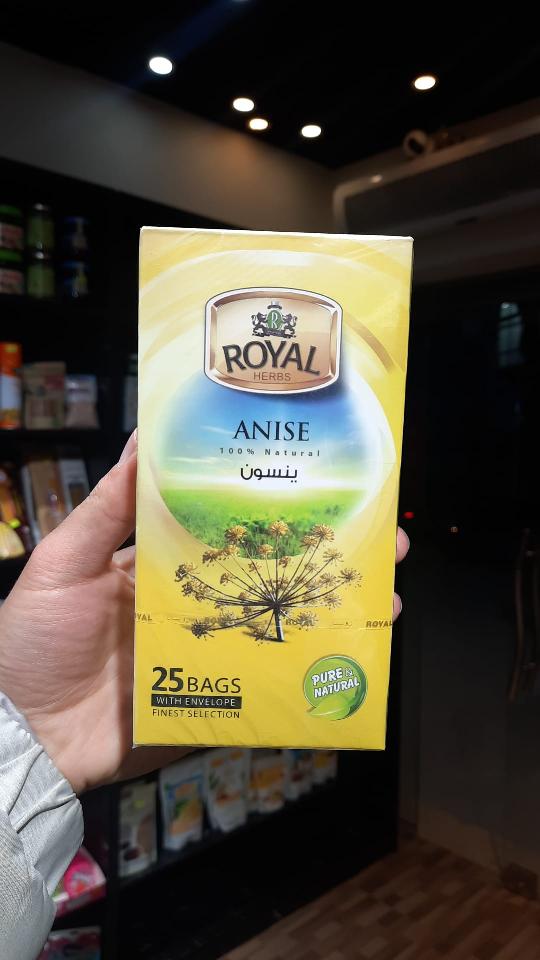 R
ROYAL
HERBS
ANISE
100% Natural
ينسون
ROYAL
ROYAL
25 BAGS
WITH ENVELOPE
FINEST SELECTION
PURE &
NATURAL